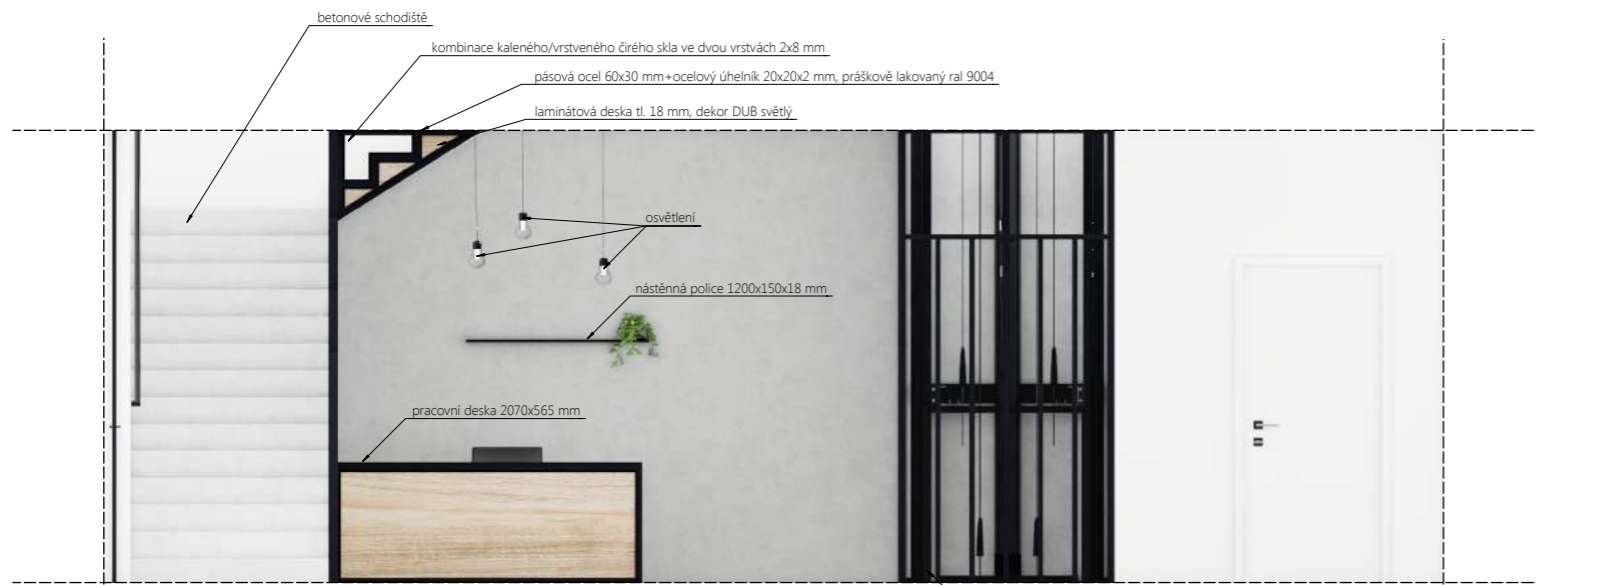 betonové schodiště
kombinace kaleného/vrstveného čirého skla ve dvou vrstvách 2x8 mm
pásová ocel 60x30 mm+ocelový úhelník 20x20x2 mm, práškově lakovaný ral 9004
laminátová deska tl. 18 mm, dekor DUB světlý
osvětlení
nástěnná police 1200x150x18 mm
pracovní deska 2070x565 mm